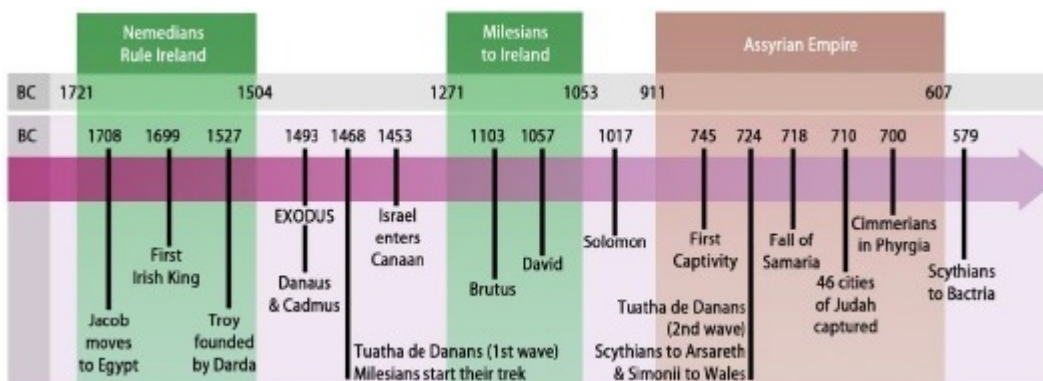 Nemedians
Rule Ireland
Milesians
to Ireland
Assyrian Empire
BC 1721 1504 1271 1053 911 607
BC 1708 1699 1527 1493 1468 1453 1103 1057 1017 745 724 718 710 700 579
Jacob
moves
to Egypt
First
Irish King
Troy
founded
by Darda
EXODUS
Danaus
& Cadmus
Tuatha de Danans (1st wave)
Milesians start their trek
Israel
enters
Canaan
Brutus
David
Solomon
First
Captivity
Tuatha de Danans
(2nd wave)
Scythians to Arsareth
& Simonii to Wales
Fall of
Samaria
46 cities
of Judah
captured
Cimmerians
in Phyrgia
Scythians
to Bactria